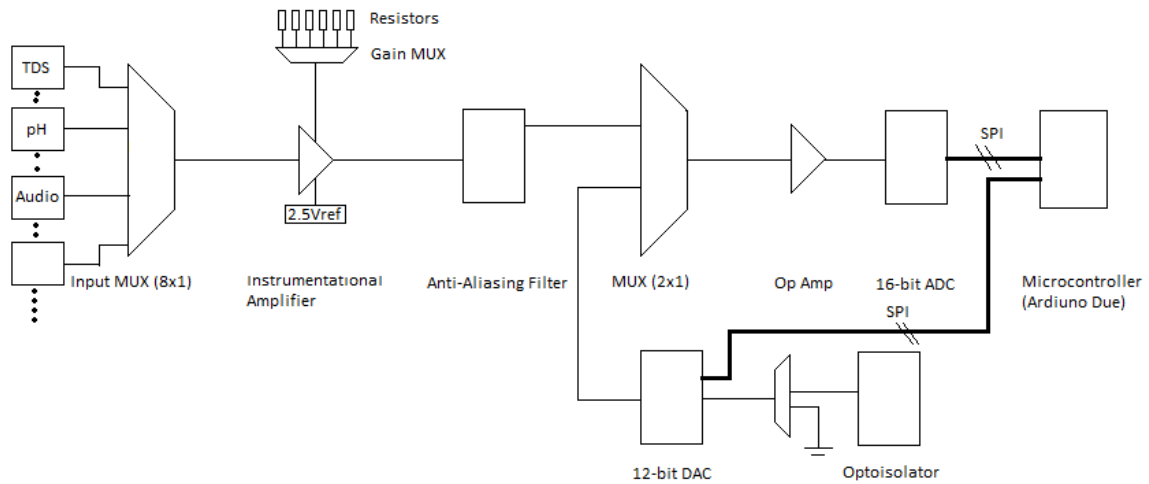 Resistors
Gain MUX
TDS
pH
Audio
2.5Vref
SPI
Input MUX (8x1)
Instrumentational
Amplifier
Anti-Aliasing Filter
MUX (2x1)
Op Amp
16-bit ADC
Microcontroller
(Ardiuno Due)
SPI
12-bit DAC
Optoisolator